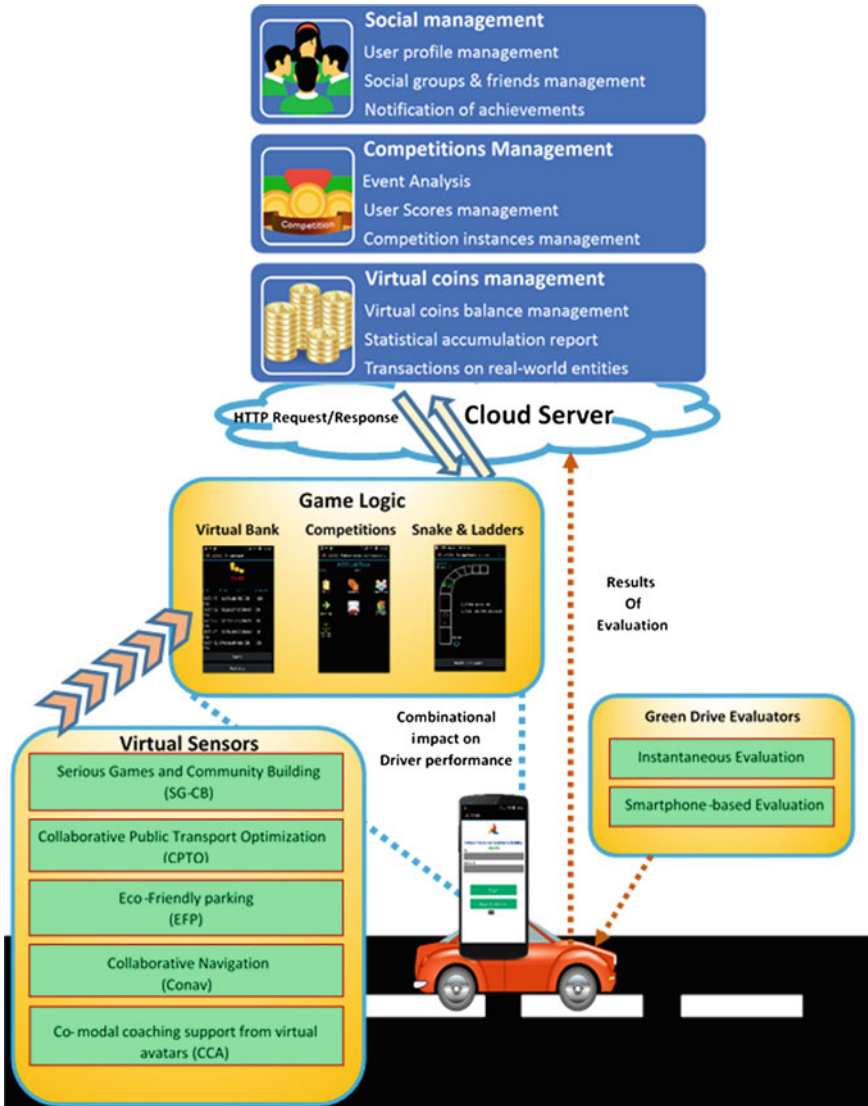 Social management
User profile management
Social groups & friends management
Notification of achievements
Competitions Management
Event Analysis
User Scores management
Competition instances management
Competition
Virtual coins management
Virtual coins balance management
Statistical accumulation report
Transactions on real-world entities
HTTP Request/Response
Cloud Server
Game Logic
Virtual Bank
Competitions
Snake & Ladders
Results
Of
Evaluation
Combinational
impact on
Driver performance
Green Drive Evaluators
Instantaneous Evaluation
Smartphone-based Evaluation
Virtual Sensors
Serious Games and Community Building
(SG-CB)
Collaborative Public Transport Optimization
(CPTO)
Eco-Friendly parking
(EFP)
Collaborative Navigation
(Conav)
Co-modal coaching support from virtual
avatars (CCA)